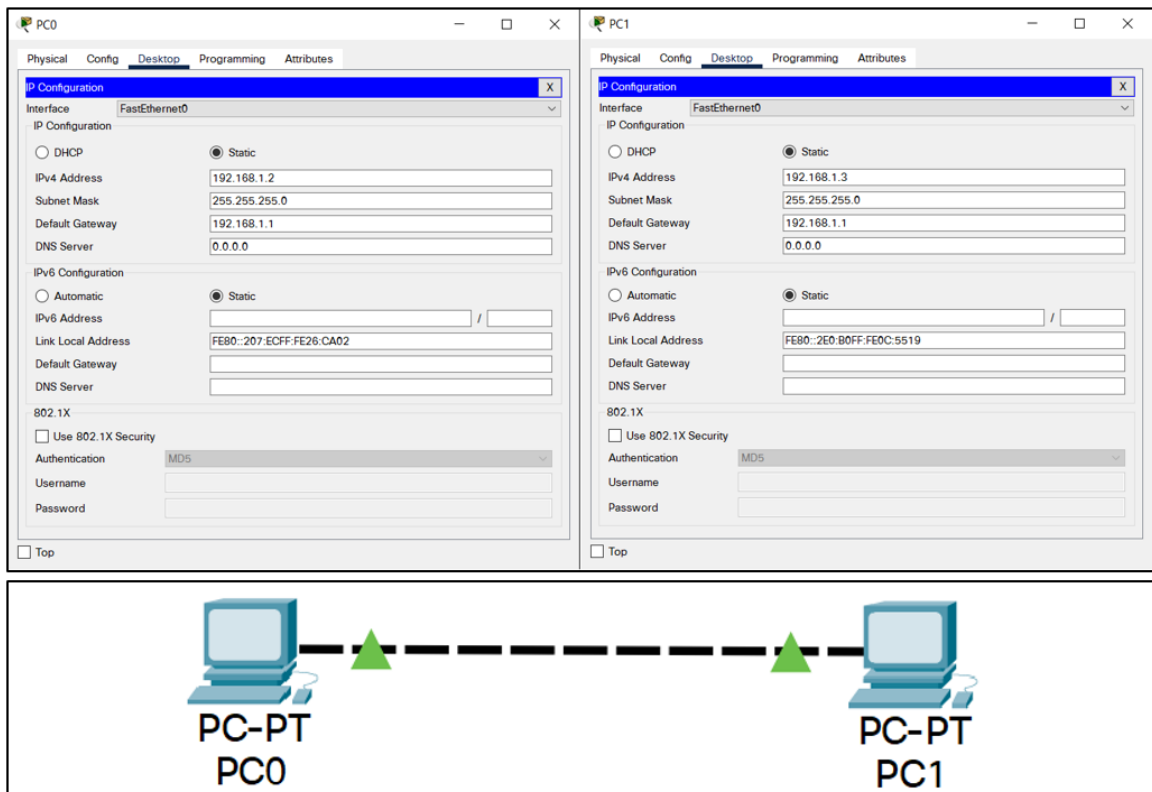 PC0
Physical Config Desktop Programming Attributes
IP Configuration X
Interface FastEthernet0
IP Configuration
DHCP Static
IPv4 Address 192.168.1.2
Subnet Mask 255.255.255.0
Default Gateway 192.168.1.1
DNS Server 0.0.0.0
IPv6 Configuration
Automatic Static
IPv6 Address /
Link Local Address FE80::207:ECFF:FE26:CA02
Default Gateway
DNS Server
802.1X
Use 802.1X Security
Authentication MD5
Username
Password
Top
PC1
Physical Config Desktop Programming Attributes
IP Configuration X
Interface FastEthernet0
IP Configuration
DHCP Static
IPv4 Address 192.168.1.3
Subnet Mask 255.255.255.0
Default Gateway 192.168.1.1
DNS Server 0.0.0.0
IPv6 Configuration
Automatic Static
IPv6 Address /
Link Local Address FE80::2E0:B0FF:FE0C:5519
Default Gateway
DNS Server
802.1X
Use 802.1X Security
Authentication MD5
Username
Password
Top
PC-PT
PC0
PC-PT
PC1